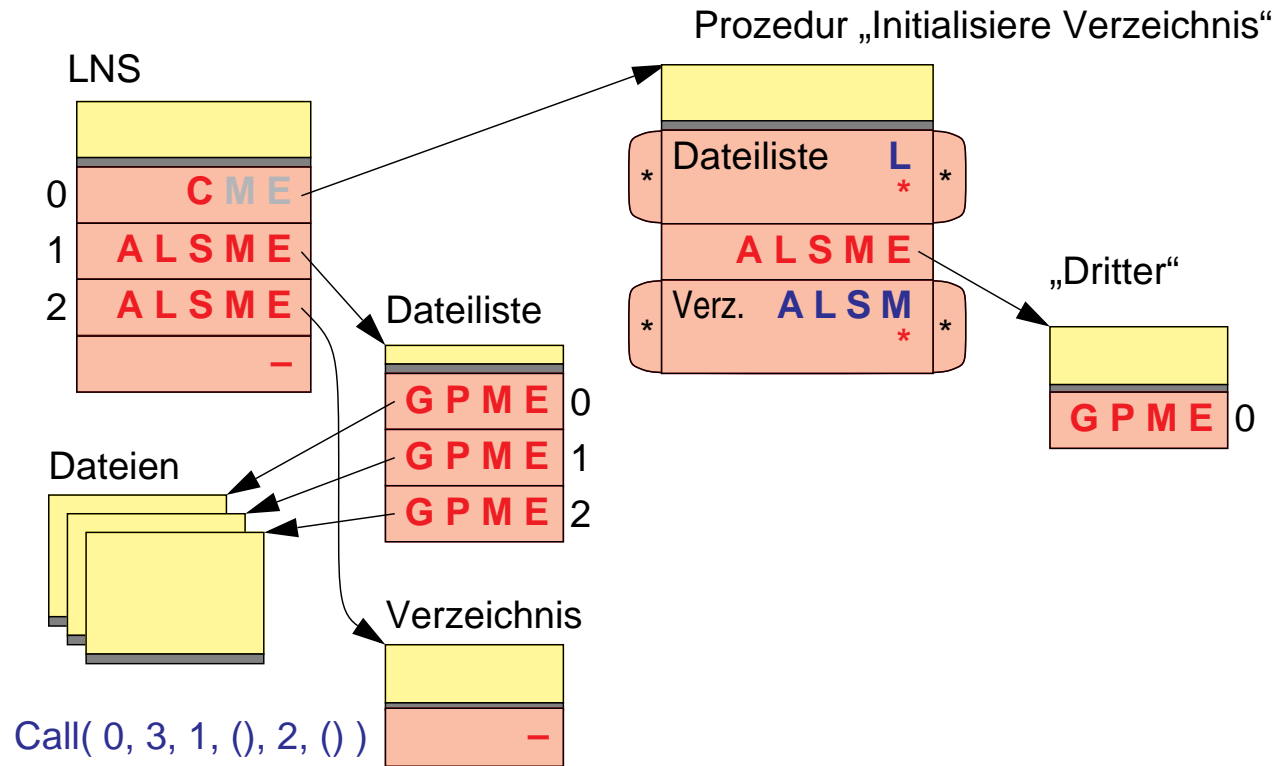 Prozedur „Initialisiere Verzeichnis“
LNS
0 C M E
1 A L S M E
2 A L S M E
–
* Dateiliste L *
*
A L S M E
* Verz. A L S M *
*
„Dritter“
G P M E 0
Dateiliste
G P M E 0
G P M E 1
G P M E 2
Dateien
Verzeichnis
–
Call( 0, 3, 1, (), 2, () )